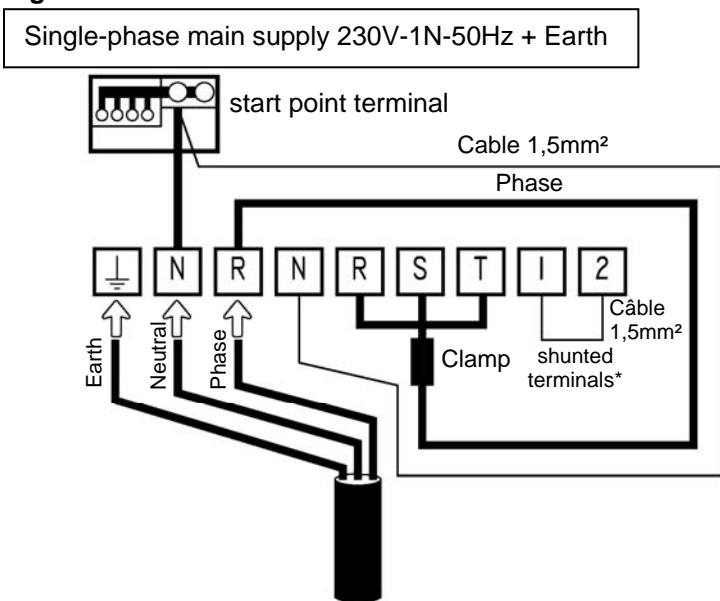 Single-phase main supply 230V-1N-50Hz + Earth
start point terminal
Cable 1,5mm²
Phase
N R N R S T I 2
Earth
Neutral
Phase
Clamp
Câble
1,5mm²
shunted
terminals*